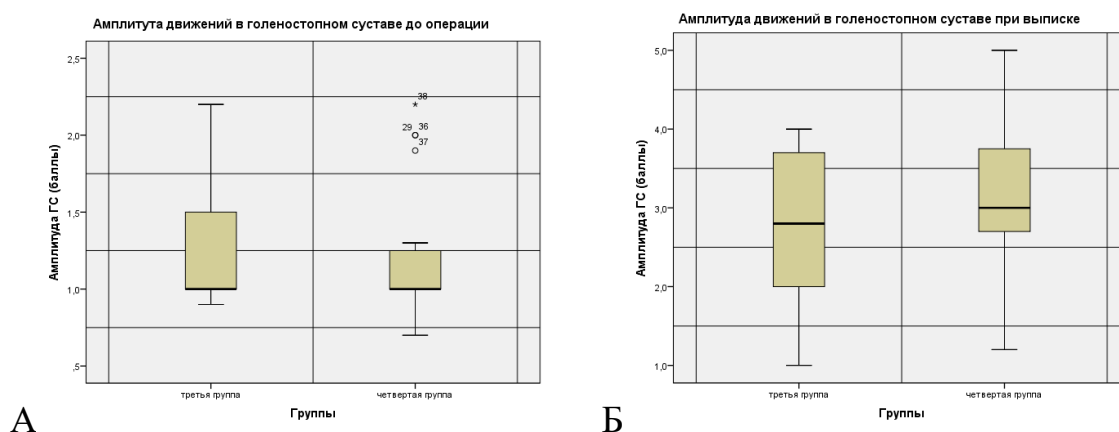 Амплитута движений в голеностопном суставе до операции
Амплитуда ГС (баллы)
2,5
2,0
1,5
1,0
,5
38
29 36
37
третья группа четвертая группа
Группы
А
Амплитуда движений в голеностопном суставе при выписке
Амплитуда ГС (баллы)
5,0
4,0
3,0
2,0
1,0
третья группа четвертая группа
Группы
Б